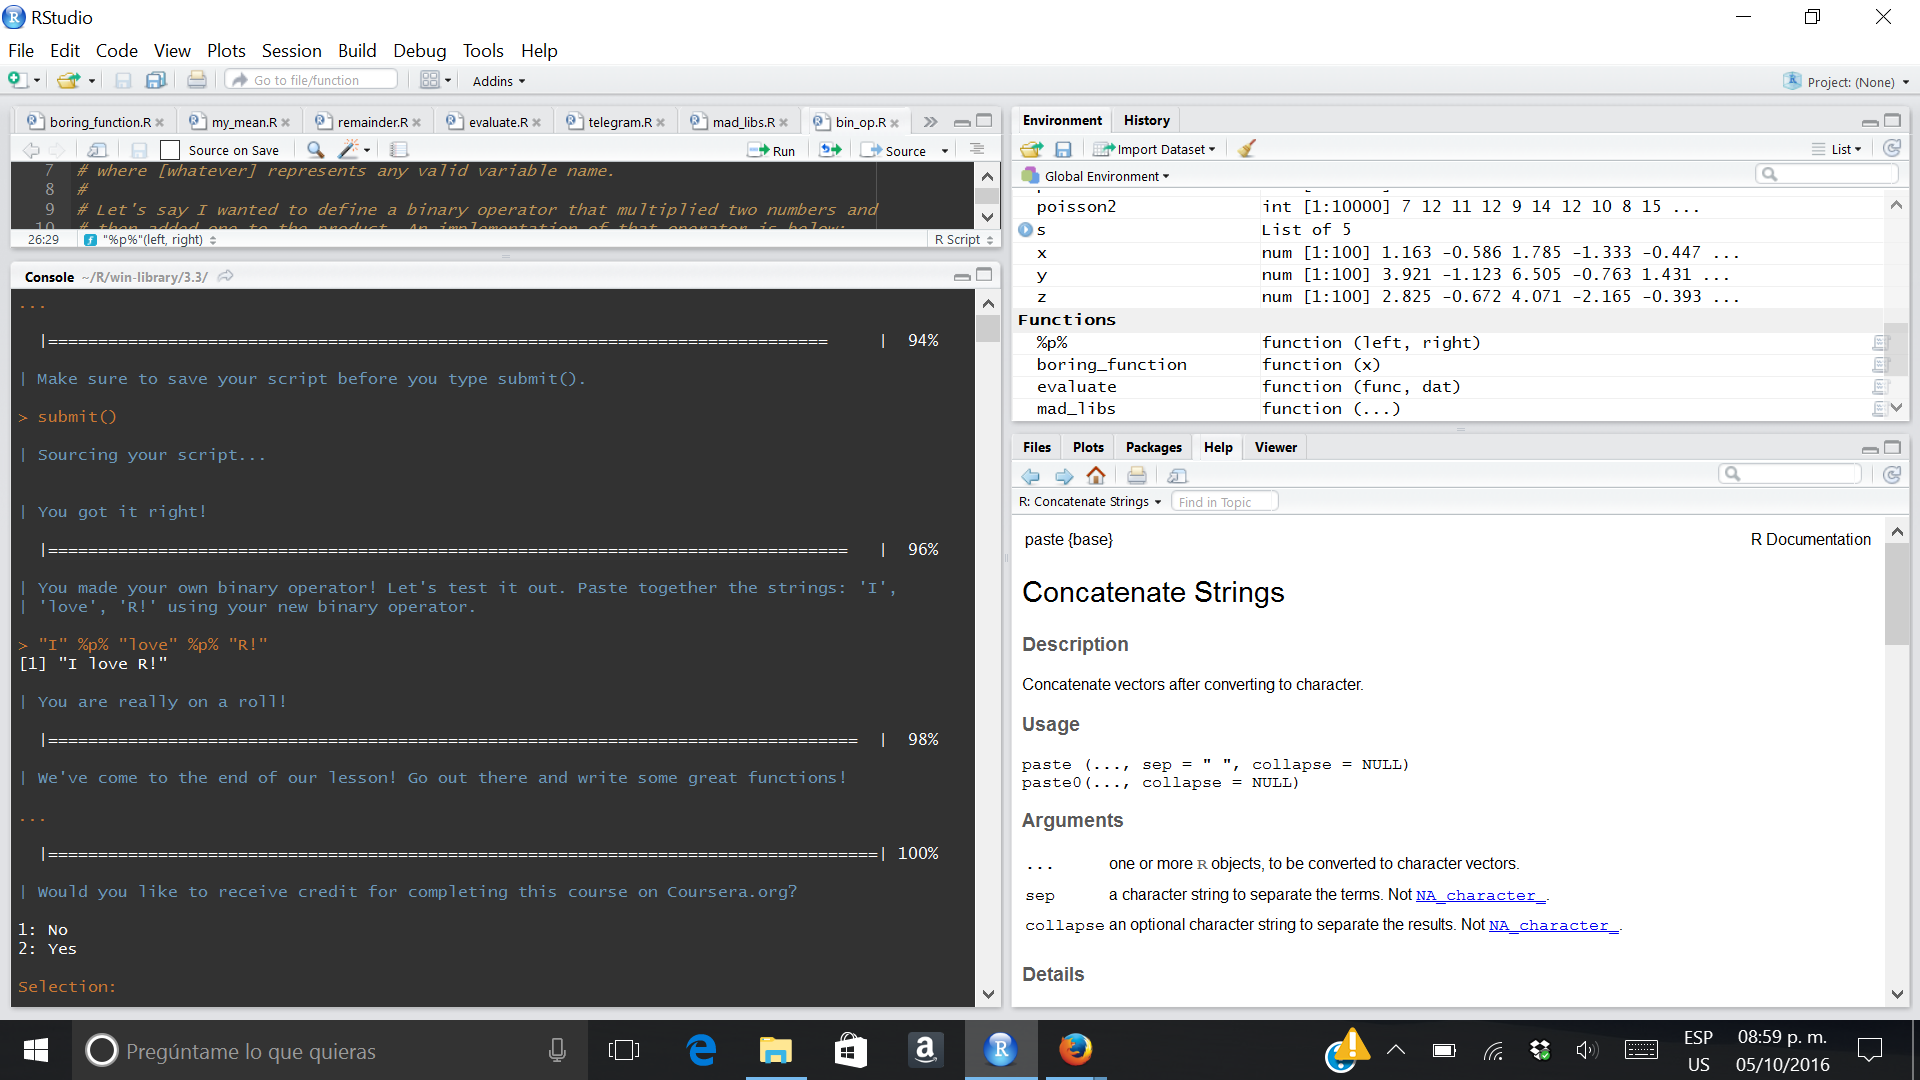 RStudio
File Edit Code View Plots Session Build Debug Tools Help
Go to file/function Addins Project: (None)
boring_function.R my_mean.R remainder.R evaluate.R telegram.R mad_libs.R bin_op.R
Source on Save Run Source
7 # where [whatever] represents any valid variable name.
8 #
9 # Let's say I wanted to define a binary operator that multiplied two numbers and
10 # then added one to the product. An implementation of that operator is below:
26:29 "%p%"(left, right) R Script
Console ~/R/win-library/3.3/
...
|==============================================================================     |  94%
| Make sure to save your script before you type submit().
> submit()
| Sourcing your script...
| You got it right!
|================================================================================   |  96%
| You made your own binary operator! Let's test it out. Paste together the strings: 'I',
| 'love', 'R!' using your new binary operator.
> "I" %p% "love" %p% "R!"
[1] "I love R!"
| You are really on a roll!
|=================================================================================  |  98%
| We've come to the end of our lesson! Go out there and write some great functions!
...
|===================================================================================| 100%
| Would you like to receive credit for completing this course on Coursera.org?
1: No
2: Yes
Selection:
Environment History
Import Dataset List
Global Environment
poisson2 int [1:10000] 7 12 11 12 9 14 12 10 8 15 ...
s List of 5
x num [1:100] 1.163 -0.586 1.785 -1.333 -0.447 ...
y num [1:100] 3.921 -1.123 6.505 -0.763 1.431 ...
z num [1:100] 2.825 -0.672 4.071 -2.165 -0.393 ...
Functions
%p% function (left, right)
boring_function function (x)
evaluate function (func, dat)
mad_libs function (...)
Files Plots Packages Help Viewer
R: Concatenate Strings Find in Topic
paste {base} R Documentation
Concatenate Strings
Description
Concatenate vectors after converting to character.
Usage
paste (..., sep = " ", collapse = NULL)
paste0(..., collapse = NULL)
Arguments
... one or more R objects, to be converted to character vectors.
sep a character string to separate the terms. Not NA_character_.
collapse an optional character string to separate the results. Not NA_character_.
Details
Pregúntame lo que quieras
ESP 08:59 p. m.
US 05/10/2016